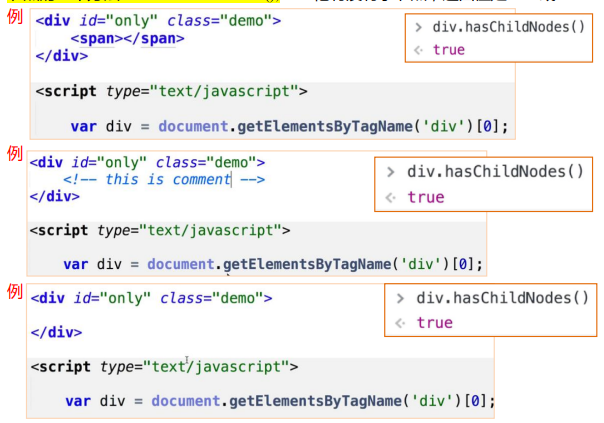 例
<div id="only" class="demo">
<span></span>
</div>
> div.hasChildNodes()
<· true
<script type="text/javascript">
var div = document.getElementsByTagName('div')[0];
例
<div id="only" class="demo">
<!-- this is comment -->
</div>
> div.hasChildNodes()
<· true
<script type="text/javascript">
var div = document.getElementsByTagName('div')[0];
例
<div id="only" class="demo">
</div>
> div.hasChildNodes()
<· true
<script type="text/javascript">
var div = document.getElementsByTagName('div')[0];